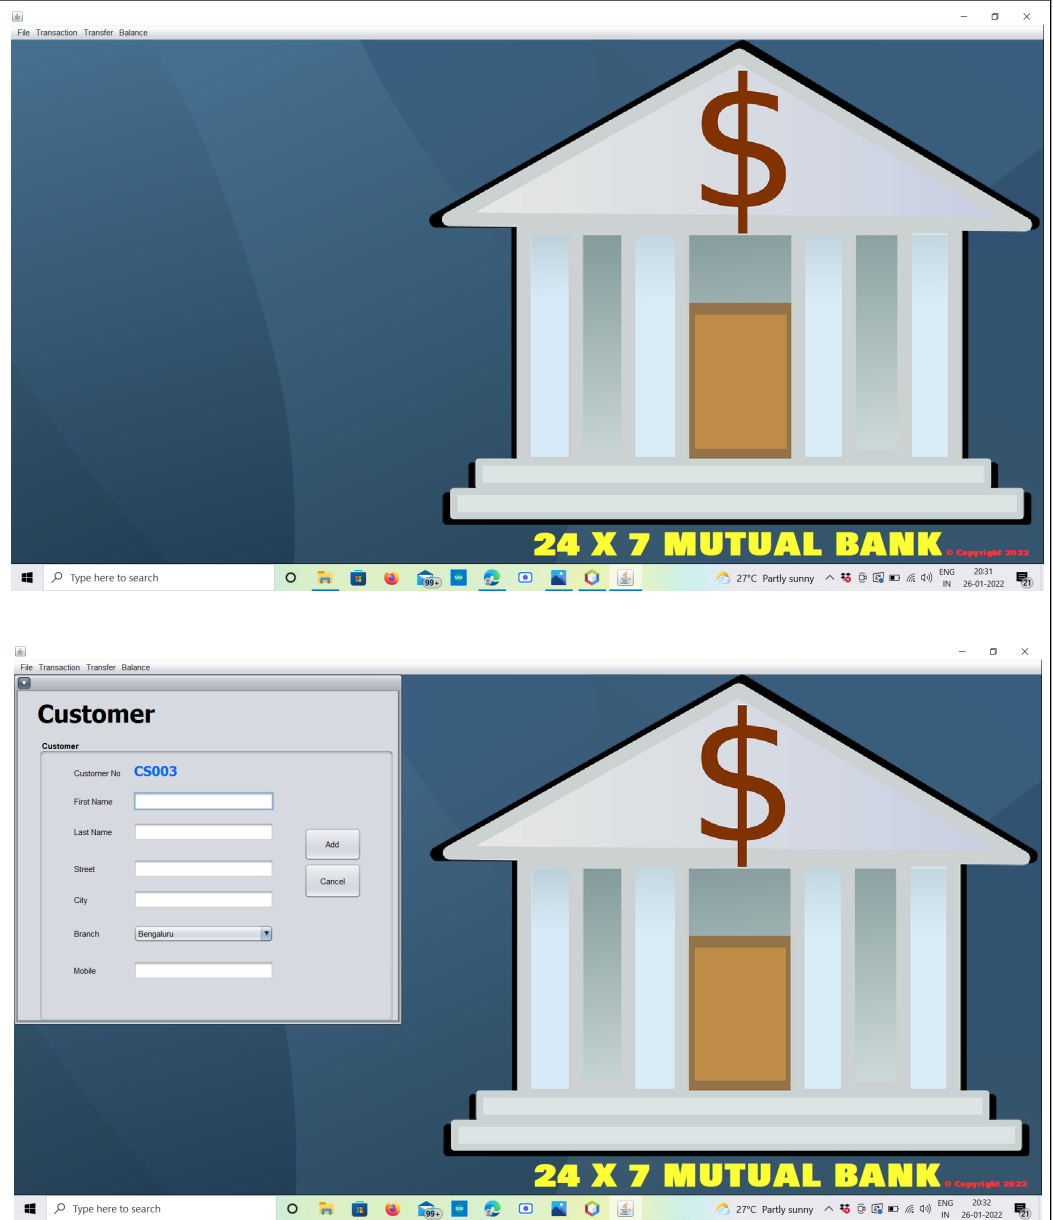 File Transaction Transfer Balance
$
24 X 7 MUTUAL BANK
© Copyright 2022
Type here to search
99+
27°C Partly sunny
ENG
IN
20:31
26-01-2022
21
File Transaction Transfer Balance
Customer
Customer
Customer No CS003
First Name
Last Name
Add
Street
Cancel
City
Branch Bengaluru
Mobile
$
24 X 7 MUTUAL BANK
© Copyright 2022
Type here to search
99+
27°C Partly sunny
ENG
IN
20:32
26-01-2022
21